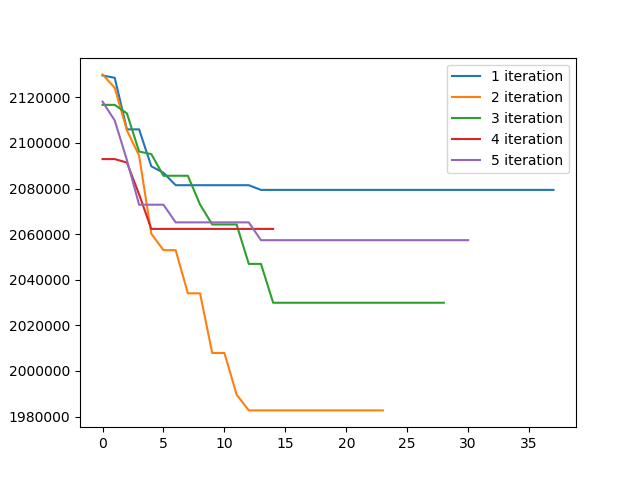 1 iteration
2 iteration
3 iteration
4 iteration
5 iteration
2120000
2100000
2080000
2060000
2040000
2020000
2000000
1980000
0 5 10 15 20 25 30 35